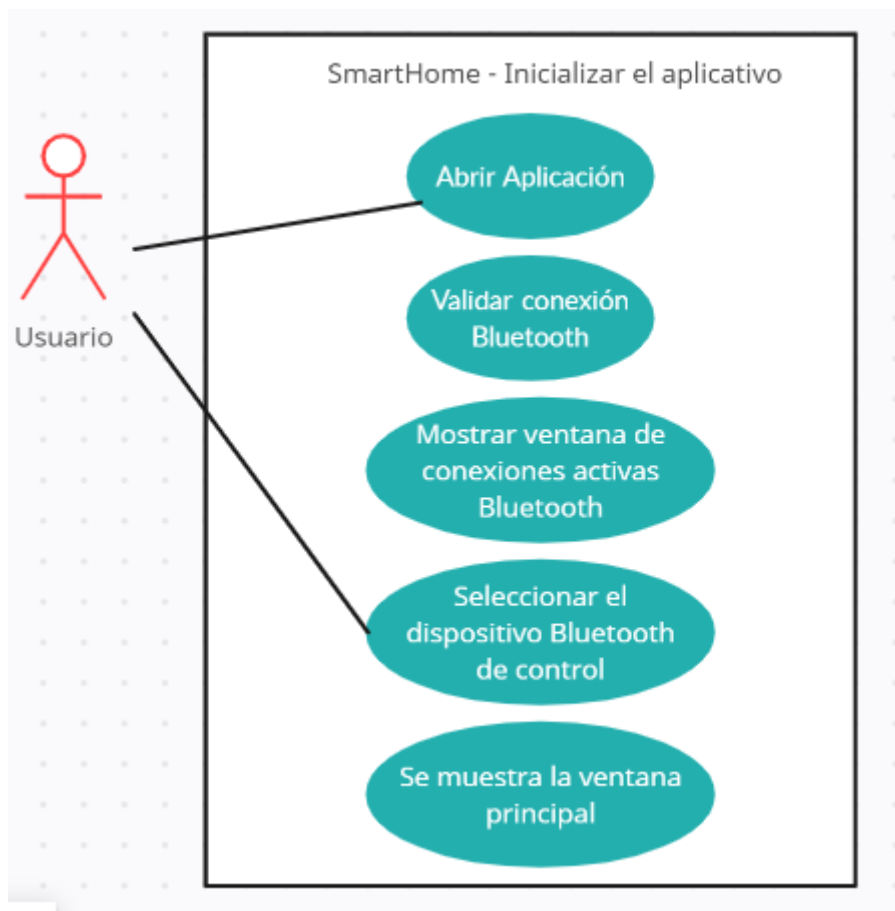 SmartHome - Inicializar el aplicativo
Abrir Aplicación
Validar conexión
Bluetooth
Usuario
Mostrar ventana de
conexiones activas
Bluetooth
Seleccionar el
dispositivo Bluetooth
de control
Se muestra la ventana
principal